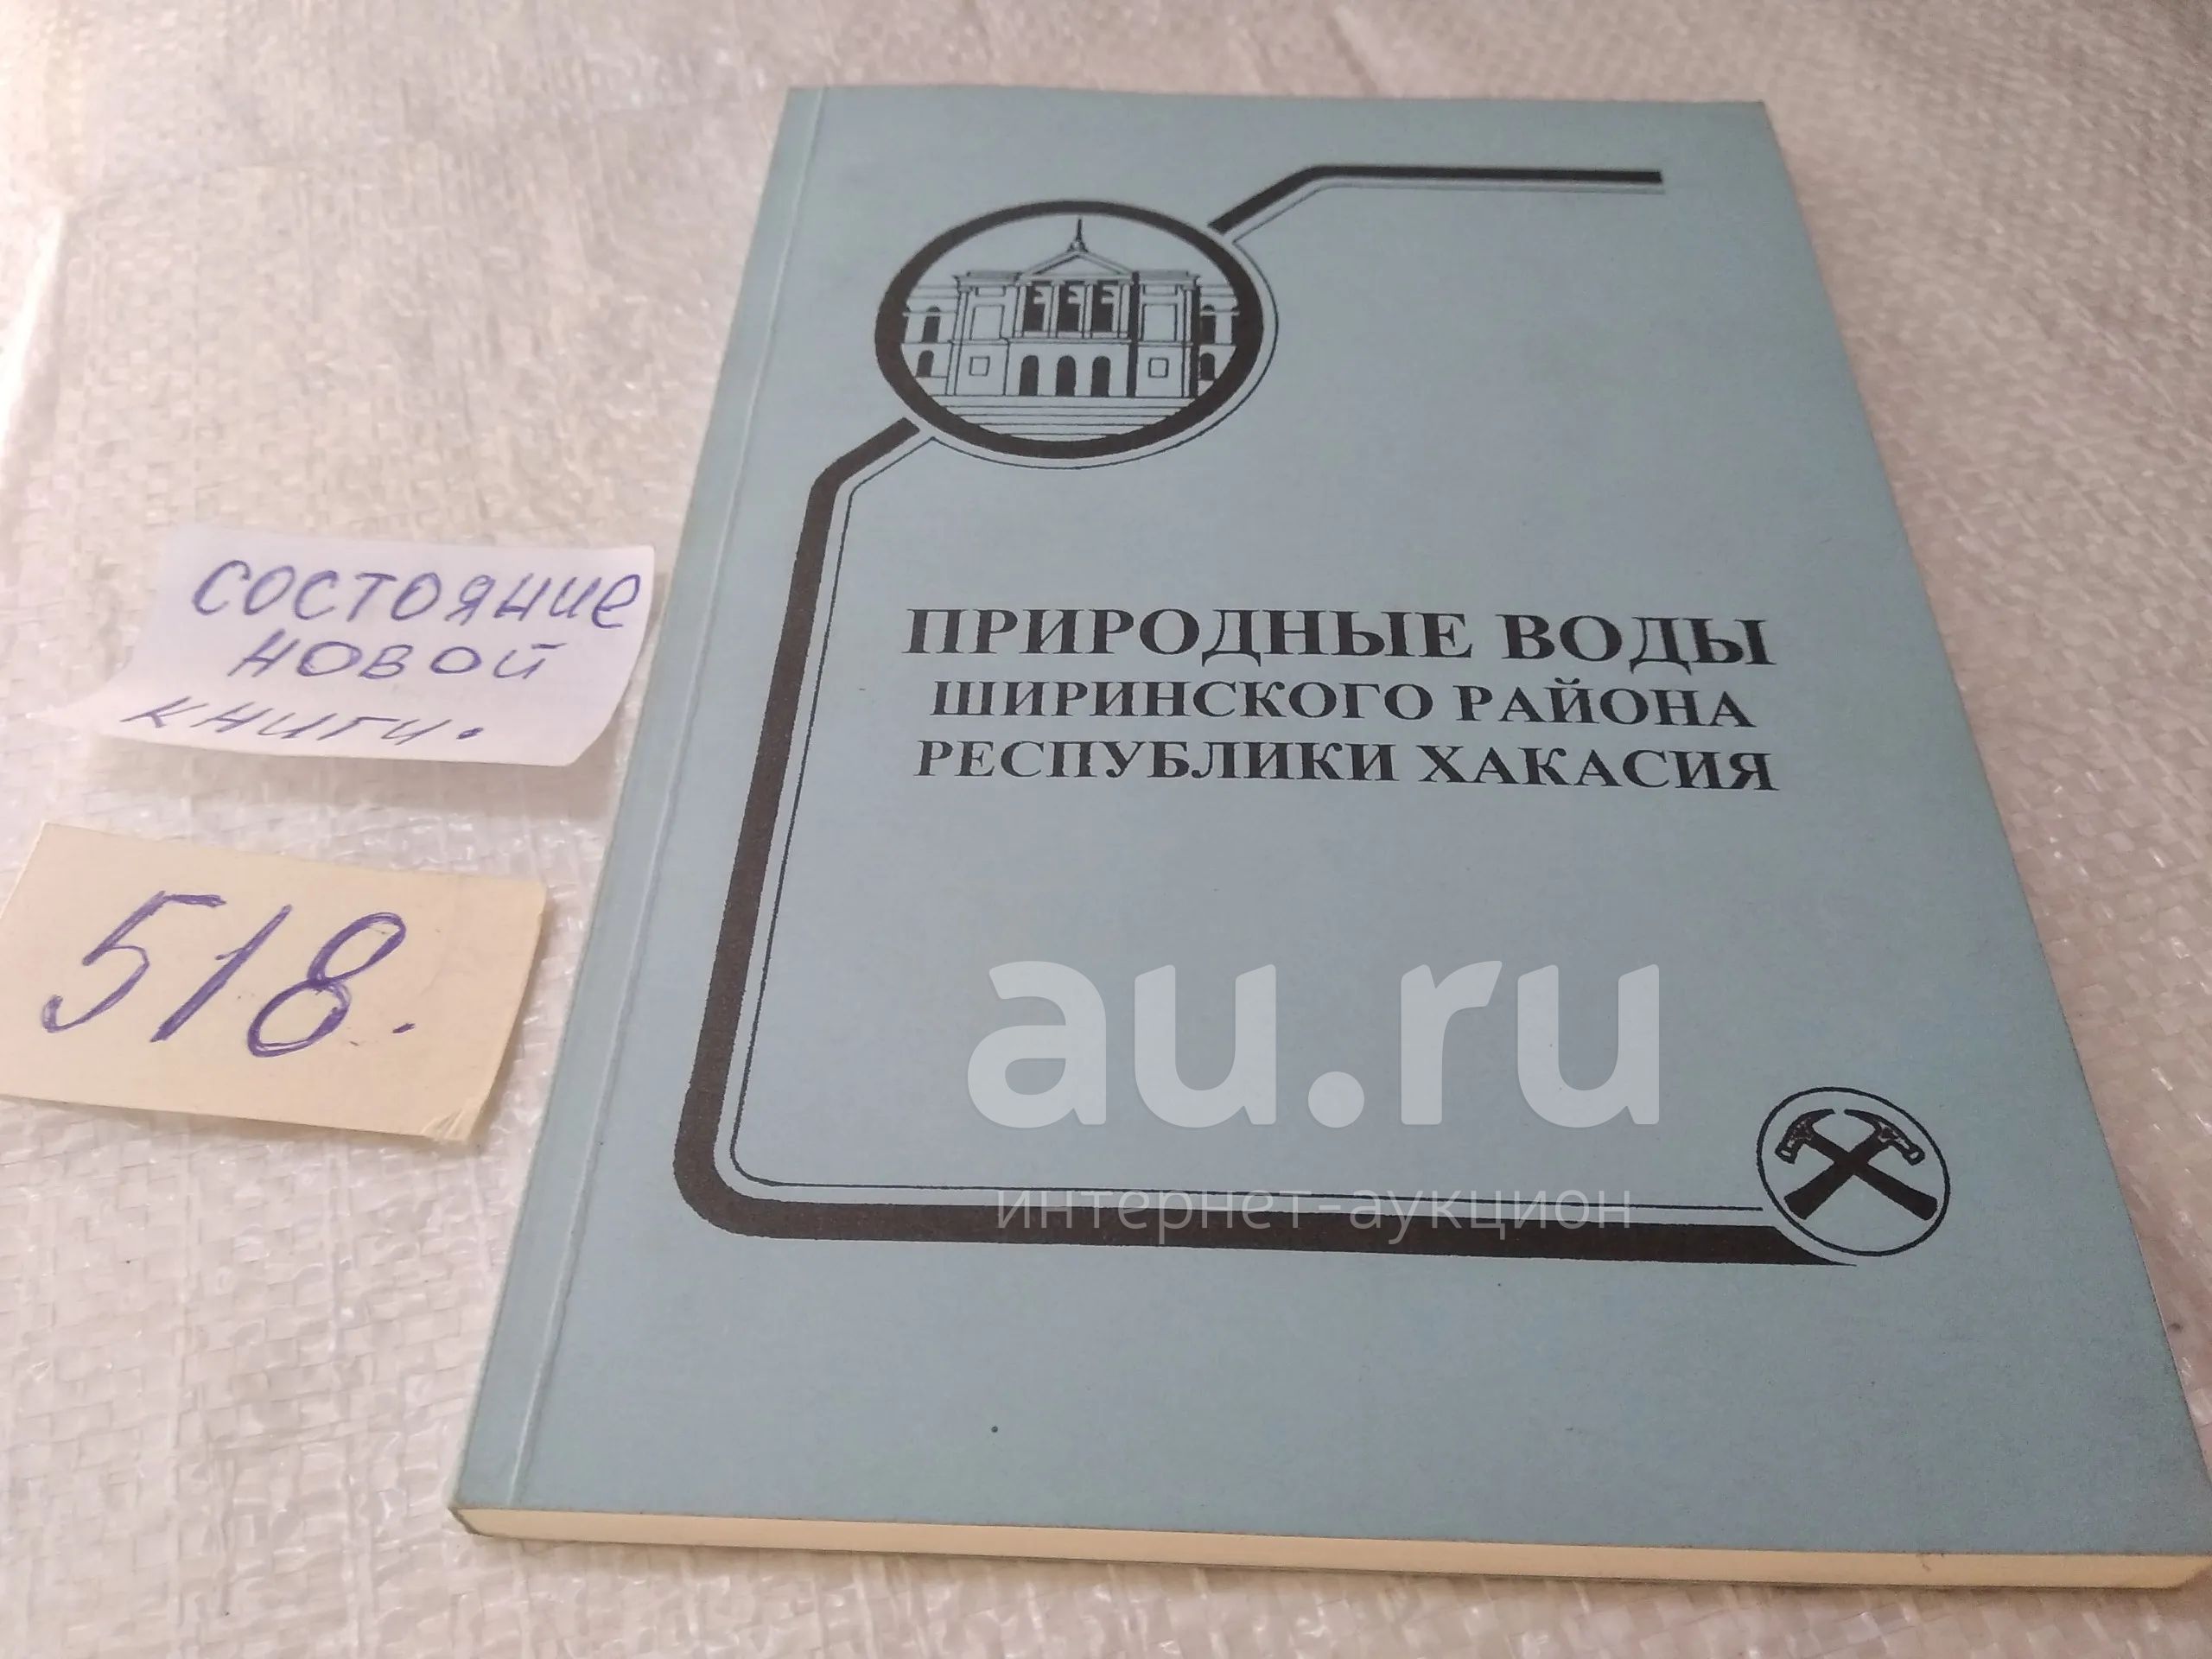 ПРИРОДНЫЕ ВОДЫ
ШИРИНСКОГО РАЙОНА
РЕСПУБЛИКИ ХАКАСИЯ
состояние
новой
книги.
518.
au.ru
интернет-аукцион